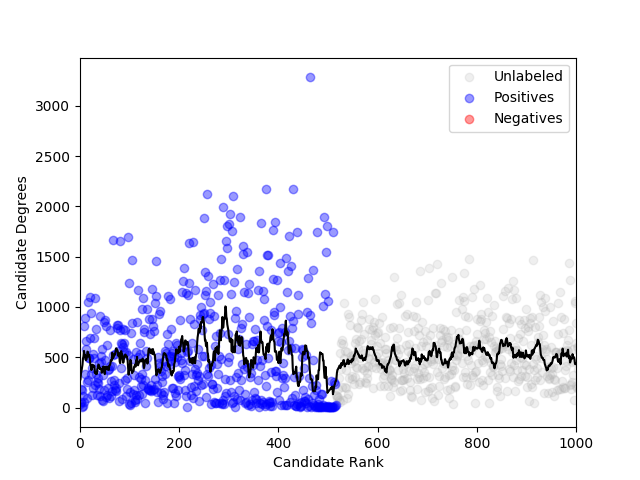 Unlabeled
Positives
Negatives
3000
2500
2000
1500
1000
500
0
Candidate Degrees
0 200 400 600 800 1000
Candidate Rank